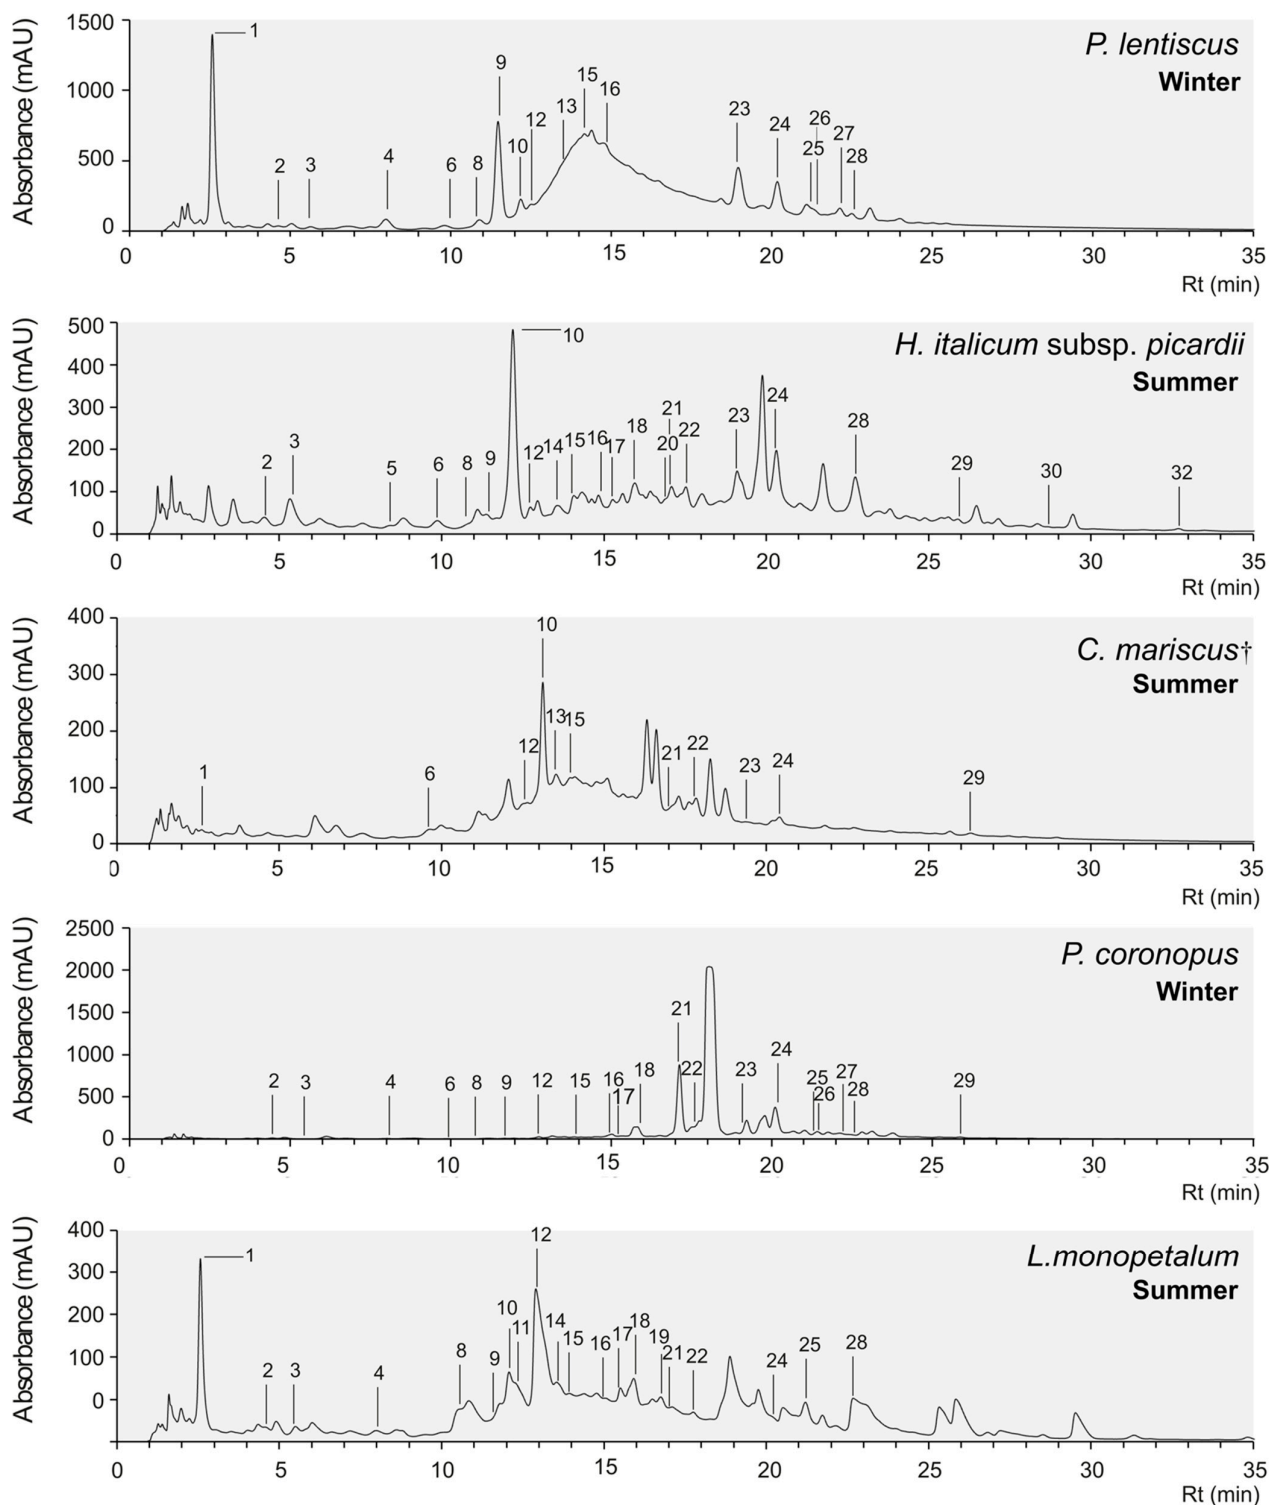 Absorbance (mAU)
1500
1000
500
0
P. lentiscus
Winter
1 2 3 4 6 8 9 10 12 13 15 16 23 24 25 26 27 28
0 5 10 15 20 25 30 35
Rt (min)
Absorbance (mAU)
500
400
300
200
100
0
H. italicum subsp. picardii
Summer
2 3 5 6 8 9 10 12 14 15 16 17 18 20 21 22 23 24 28 29 30 32
0 5 10 15 20 25 30 35
Rt (min)
Absorbance (mAU)
400
300
200
100
0
C. mariscus†
Summer
1 6 12 10 13 15 21 22 23 24 29
0 5 10 15 20 25 30 35
Rt (min)
Absorbance (mAU)
2500
2000
1500
1000
500
0
P. coronopus
Winter
2 3 4 6 8 9 12 15 16 17 18 21 22 23 24 25 26 27 28 29
0 5 10 15 20 25 30 35
Rt (min)
Absorbance (mAU)
400
300
200
100
0
L.monopetalum
Summer
1 2 3 4 8 9 10 11 12 14 15 16 17 18 19 21 22 24 25 28
0 5 10 15 20 25 30 35
Rt (min)